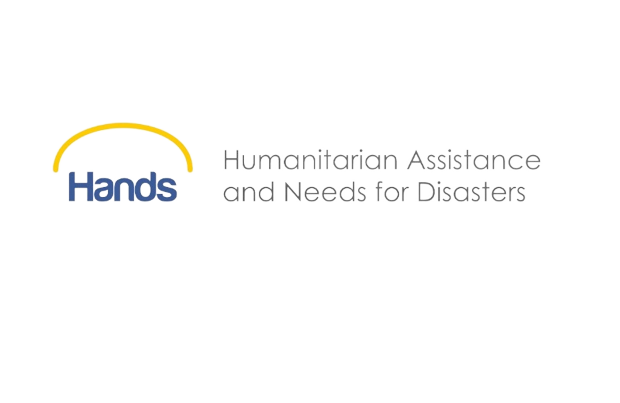 Hands
Humanitarian Assistance
and Needs for Disasters